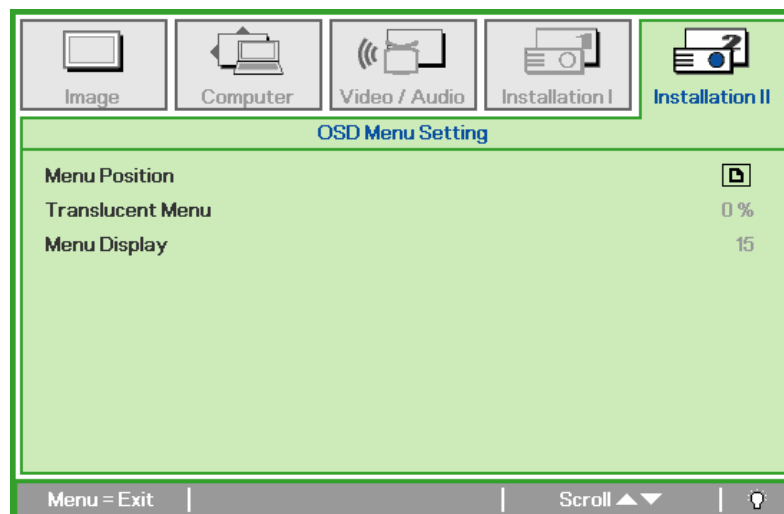 Image
Computer
Video / Audio
Installation I
Installation II
OSD Menu Setting
Menu Position
Translucent Menu 0 %
Menu Display 15
Menu = Exit Scroll ▲▼